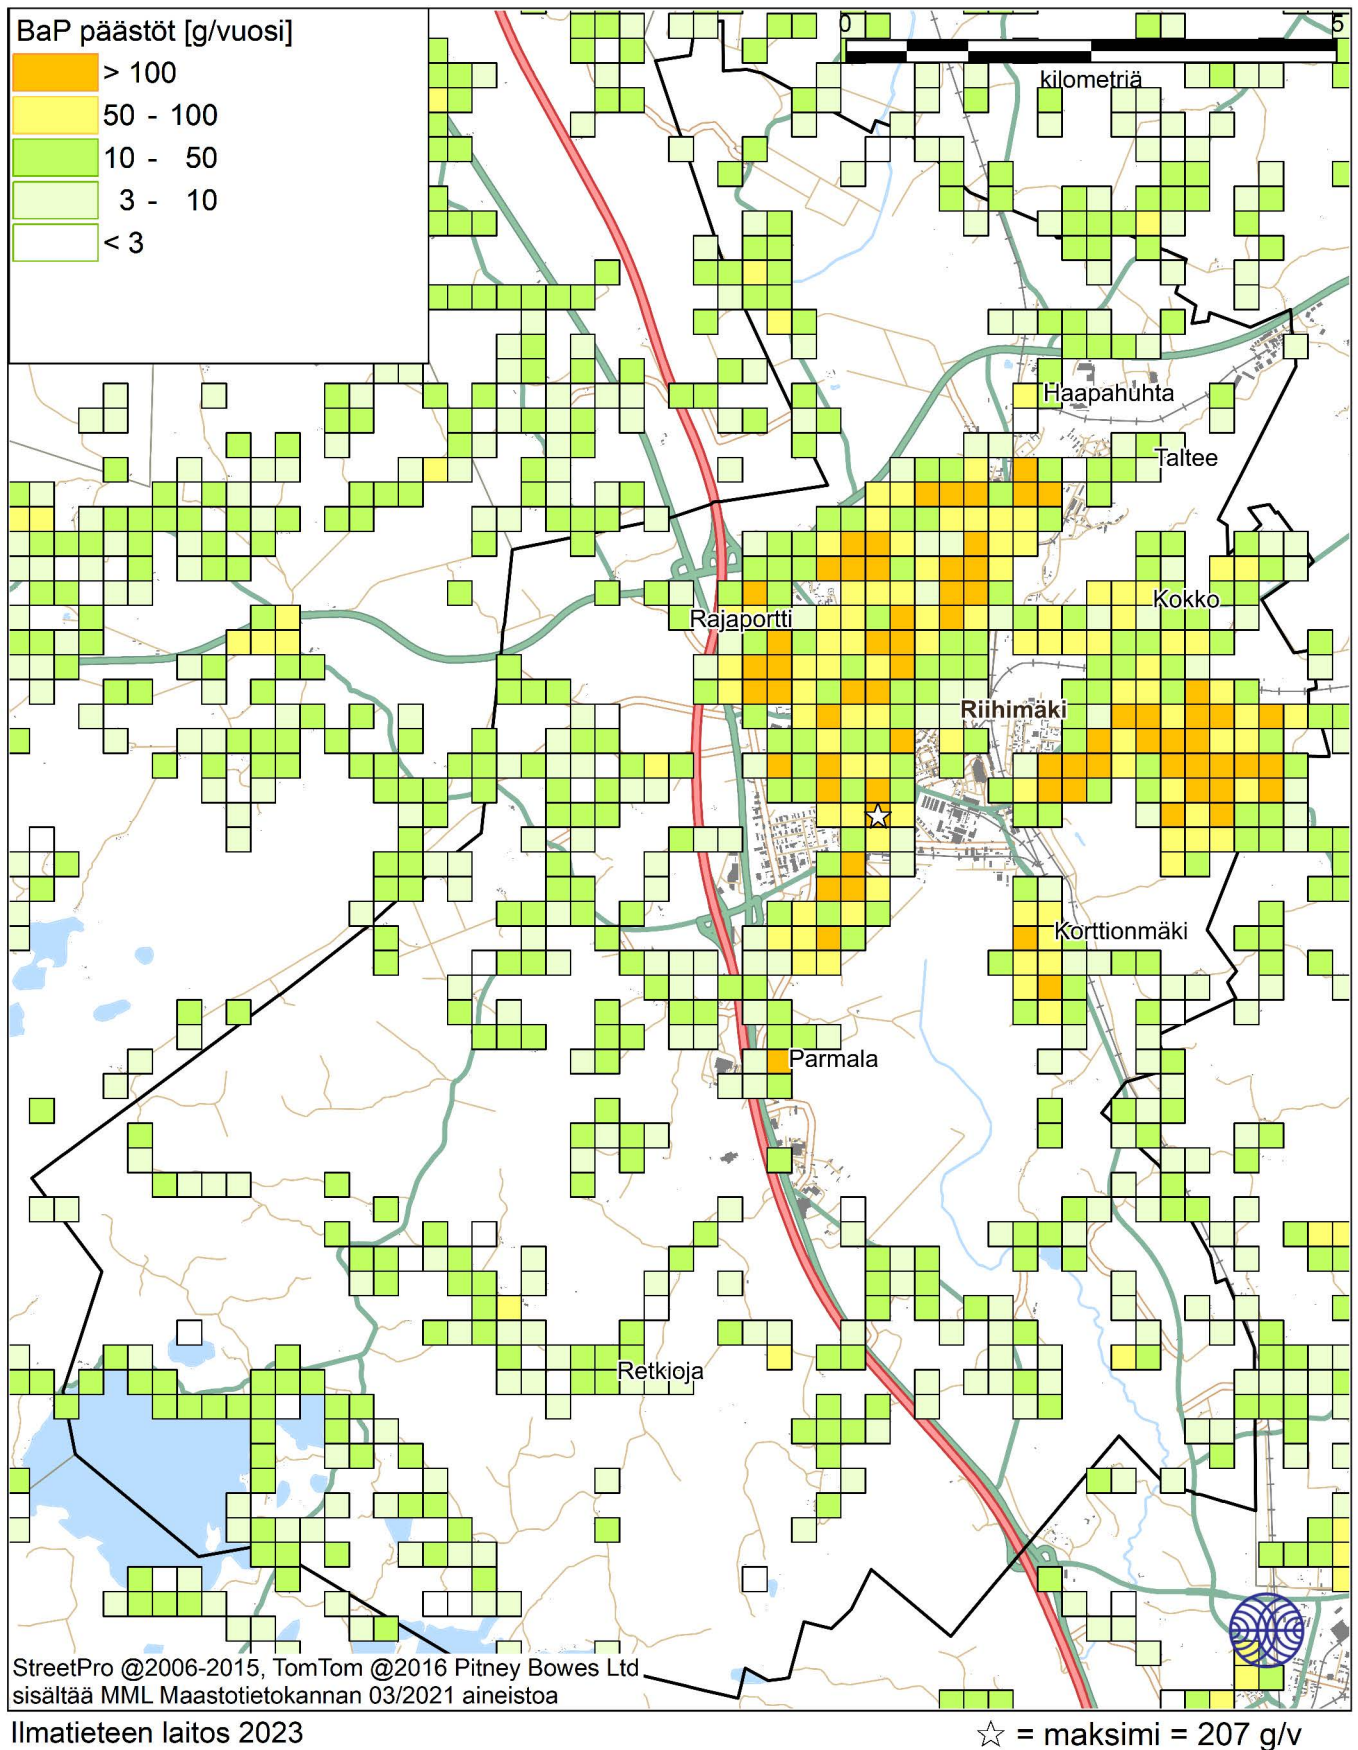 BaP päästöt [g/vuosi]
> 100
50 - 100
10 - 50
3 - 10
< 3
0 5
kilometriä
Haapahuhta
Taltee
Kokko
Rajaportti
Riihimäki
Korttionmäki
Parmala
Retkioja
StreetPro @2006-2015, TomTom @2016 Pitney Bowes Ltd
sisältää MML Maastotietokannan 03/2021 aineistoa
Ilmatieteen laitos 2023
☆ = maksimi = 207 g/v